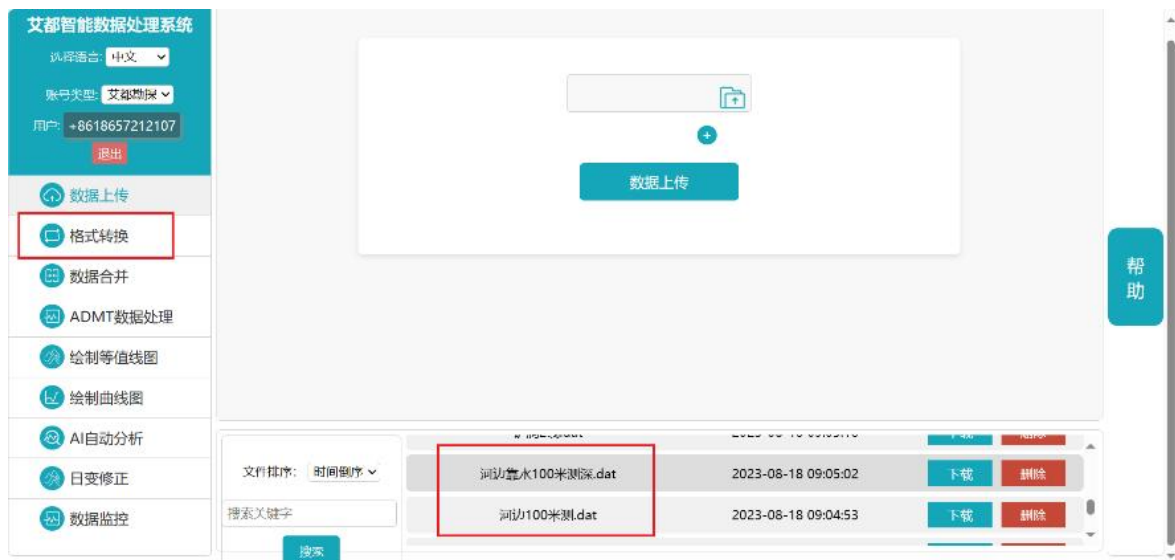 艾都智能数据处理系统
选择语言: 中文
账号类型: 艾都勘探
用户: +8618657212107
退出
数据上传
格式转换
数据合并
ADMT数据处理
绘制等值线图
绘制曲线图
AI自动分析
日变修正
数据监控
数据上传
帮助
文件排序: 时间倒序
搜索关键字
搜索
河边靠水100米测深.dat 2023-08-18 09:05:02 下载 删除
河边100米测.dat 2023-08-18 09:04:53 下载 删除